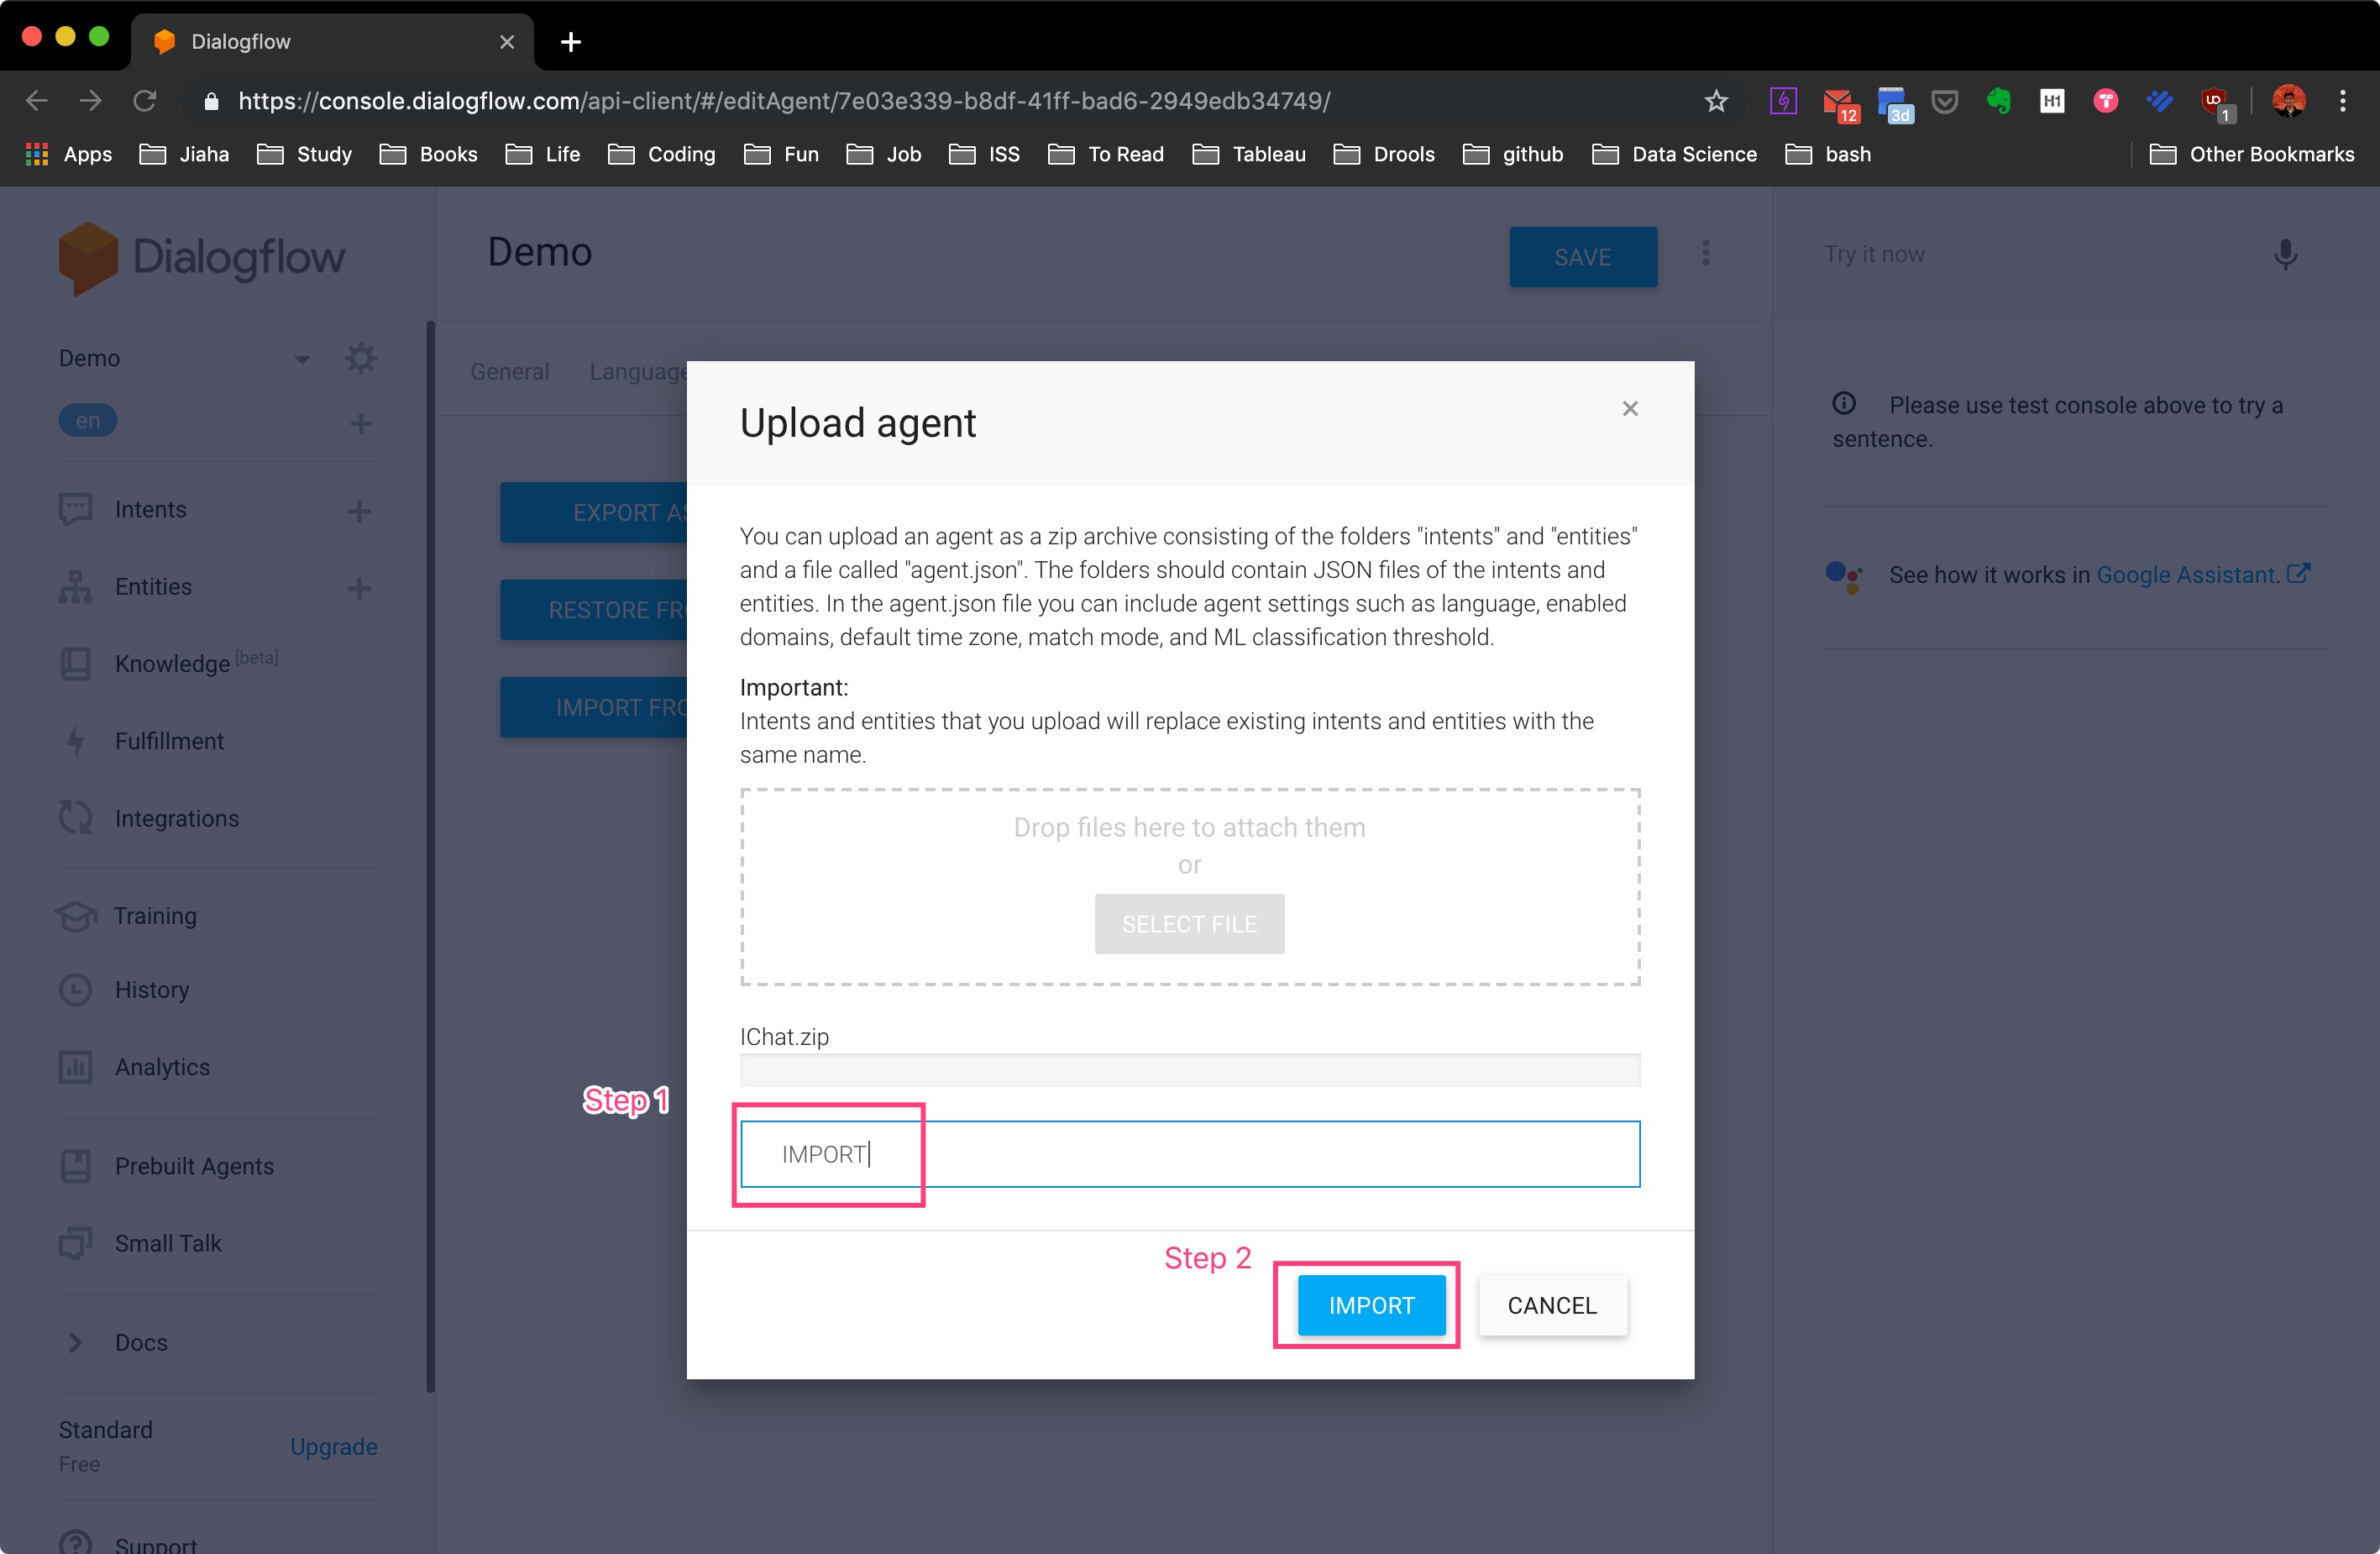 Dialogflow
https://console.dialogflow.com/api-client/#/editAgent/7e03e339-b8df-41ff-bad6-2949edb34749/
12
3d
H1
1
Apps Jiaha Study Books Life Coding Fun Job ISS To Read Tableau Drools github Data Science bash Other Bookmarks
Dialogflow
Demo
en
Intents
Entities
Knowledge [beta]
Fulfillment
Integrations
Training
History
Analytics
Prebuilt Agents
Small Talk
Docs
Standard
Free
Upgrade
Support
Demo
SAVE
General Language
EXPORT AS
RESTORE FRO
IMPORT FRO
Upload agent
You can upload an agent as a zip archive consisting of the folders "intents" and "entities"
and a file called "agent.json". The folders should contain JSON files of the intents and
entities. In the agent.json file you can include agent settings such as language, enabled
domains, default time zone, match mode, and ML classification threshold.
Important:
Intents and entities that you upload will replace existing intents and entities with the
same name.
Drop files here to attach them
or
SELECT FILE
IChat.zip
Step 1
IMPORT
Step 2
IMPORT
CANCEL
Try it now
Please use test console above to try a
sentence.
See how it works in Google Assistant.